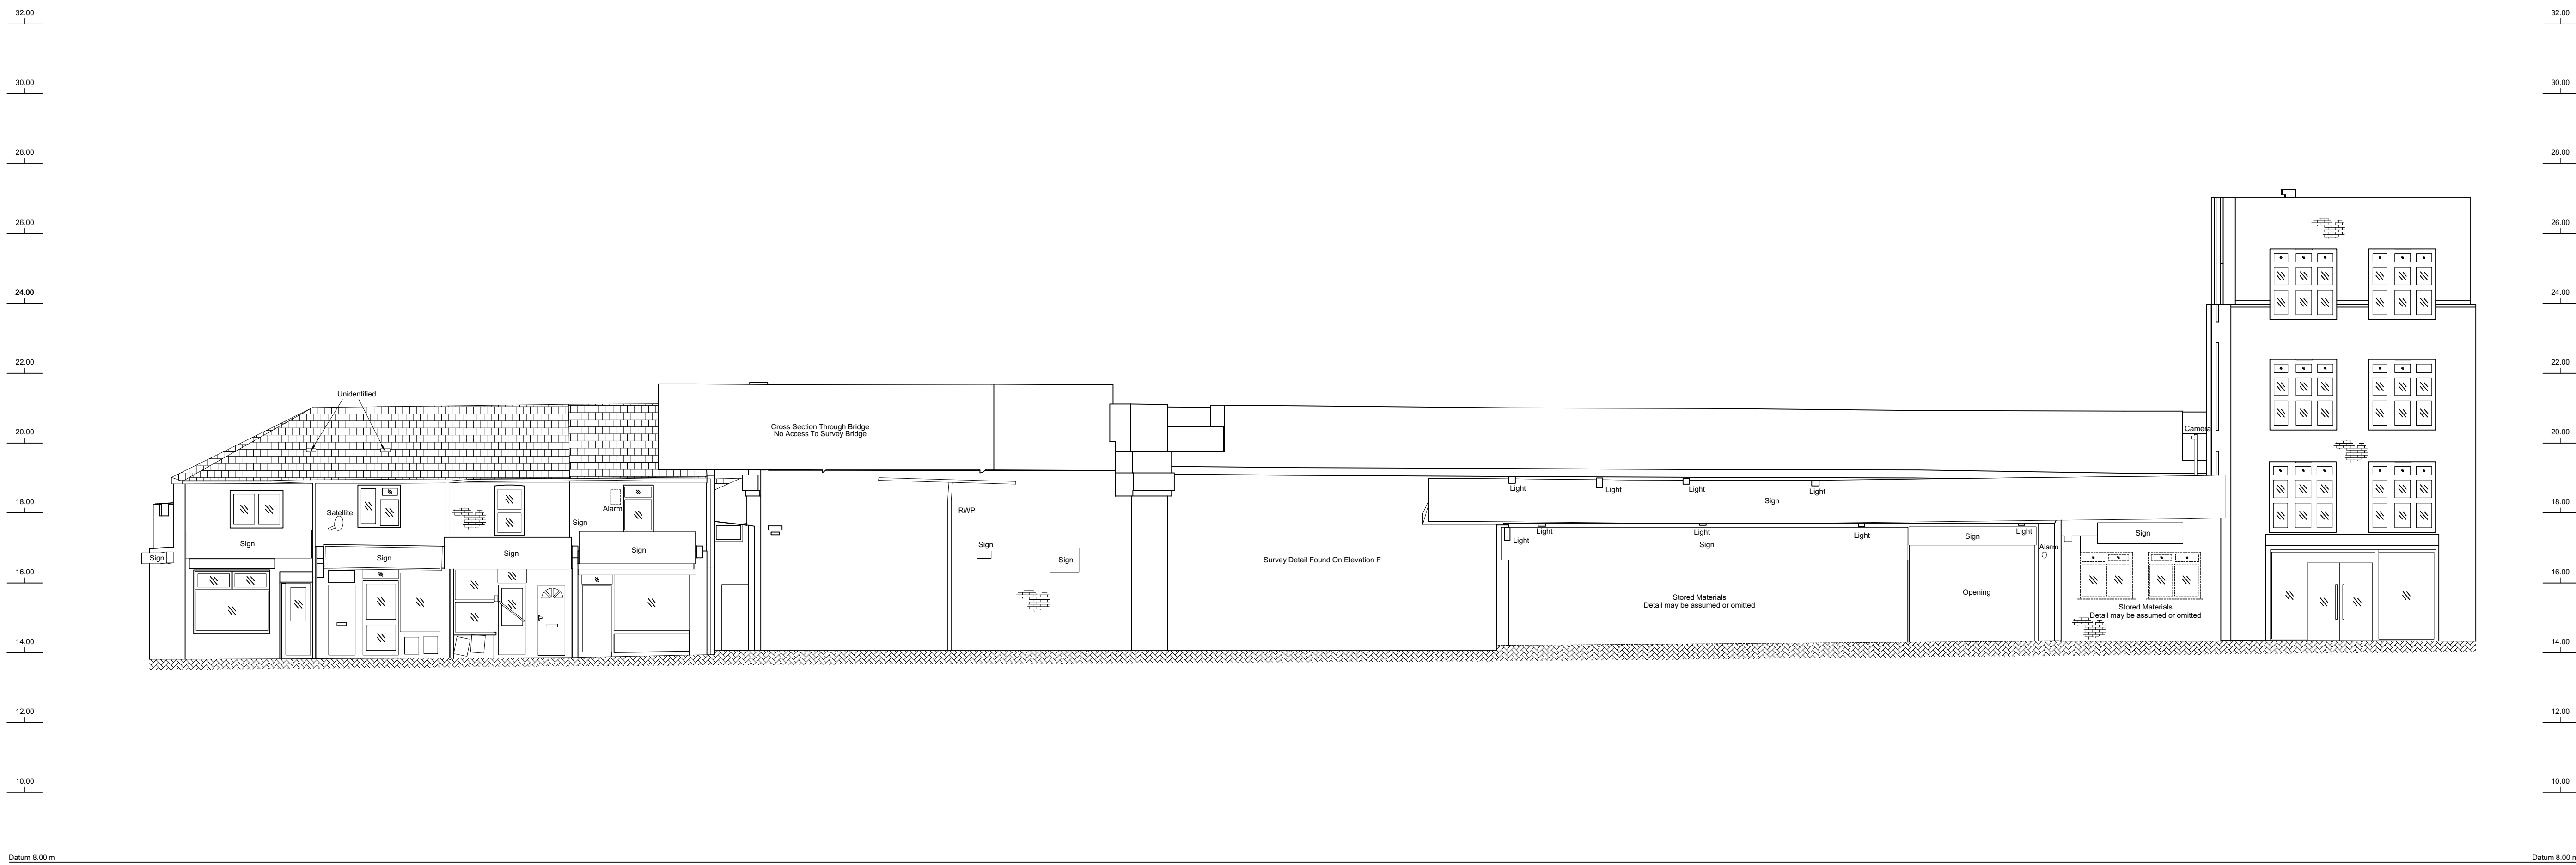 32.00
32.00
30.00
30.00
28.00
28.00
26.00
26.00
24.00
24.00
22.00
22.00
Unidentified
20.00
20.00
Cross Section Through Bridge
No Access To Survey Bridge
Camera
18.00
18.00
Satellite
Alarm
Sign
RWP
Light
Light
Light
Light
Sign
Sign
Sign
Sign
Sign
Sign
Sign
Sign
Light
Light
Light
Light
Light
Sign
Sign
Sign
Alarm
16.00
16.00
Survey Detail Found On Elevation F
Stored Materials
Detail may be assumed or omitted
Opening
Stored Materials
Detail may be assumed or omitted
14.00
14.00
12.00
12.00
10.00
10.00
Datum 8.00 m
Datum 8.00 m